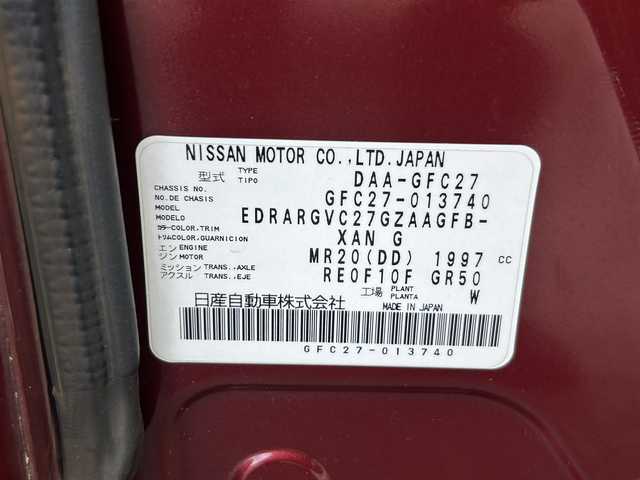 NISSAN MOTOR CO.,LTD.JAPAN
型式 TYPE TIPO DAA-GFC27
CHASSIS NO. NO.DE CHASIS GFC27-013740
MODEL MODELO EDRARGVC27GZAAGFB-
カラー COLOR,TRIM トリム COLOR,GUARNICION XAN G
エンジン ENGINE MOTOR MR20(DD) 1997 CC
ミッション アクスル TRANS.,AXLE TRANS.,EJE RE0F10F GR50
工場 PLANT PLANTA W
日産自動車株式会社 MADE IN JAPAN
GFC27-013740